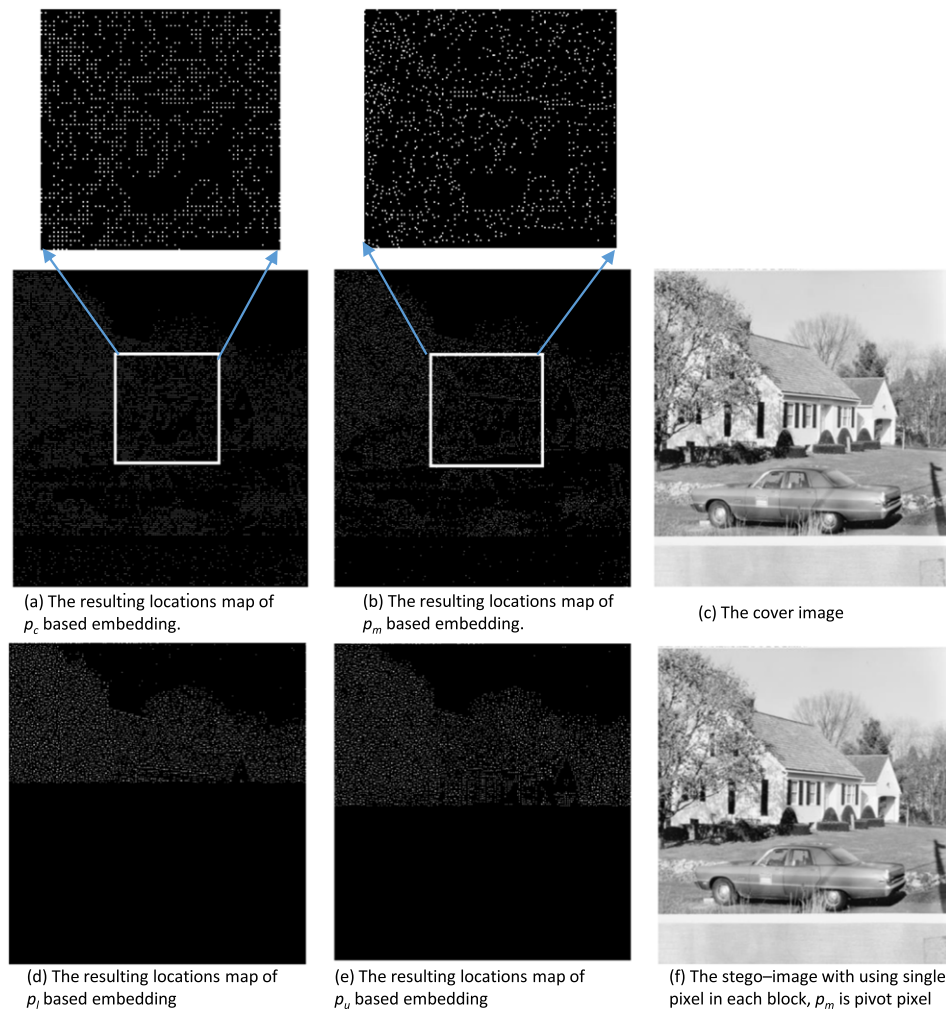 (a) The resulting locations map of
pc based embedding.
(b) The resulting locations map of
pm based embedding.
(c) The cover image
(d) The resulting locations map of
pl based embedding
(e) The resulting locations map of
pu based embedding
(f) The stego–image with using single
pixel in each block, pm is pivot pixel